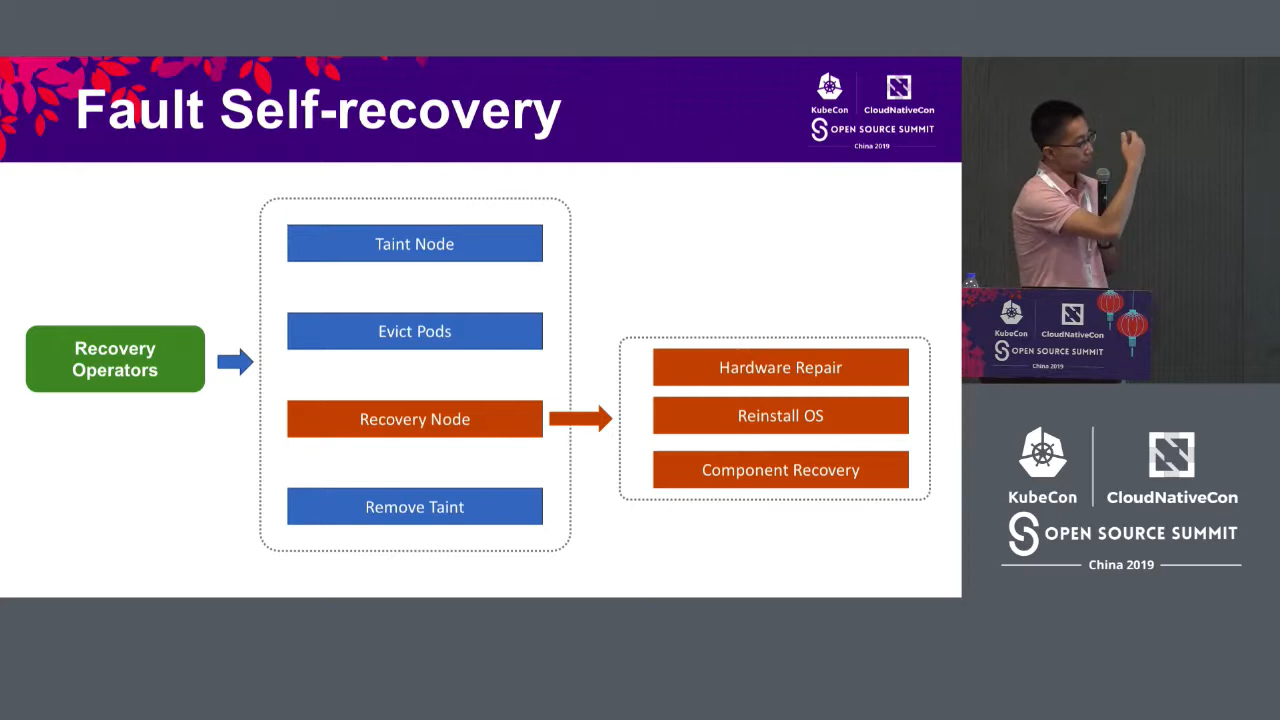 Fault Self-recovery
KubeCon
CloudNativeCon
OPEN SOURCE SUMMIT
China 2019
Taint Node
Evict Pods
Recovery
Operators
Recovery Node
Remove Taint
Hardware Repair
Reinstall OS
Component Recovery
KubeCon
CloudNativeCon
OPEN SOURCE SUMMIT
China 2019
KubeCon
CloudNativeCon
OPEN SOURCE SUMMIT
China 2019